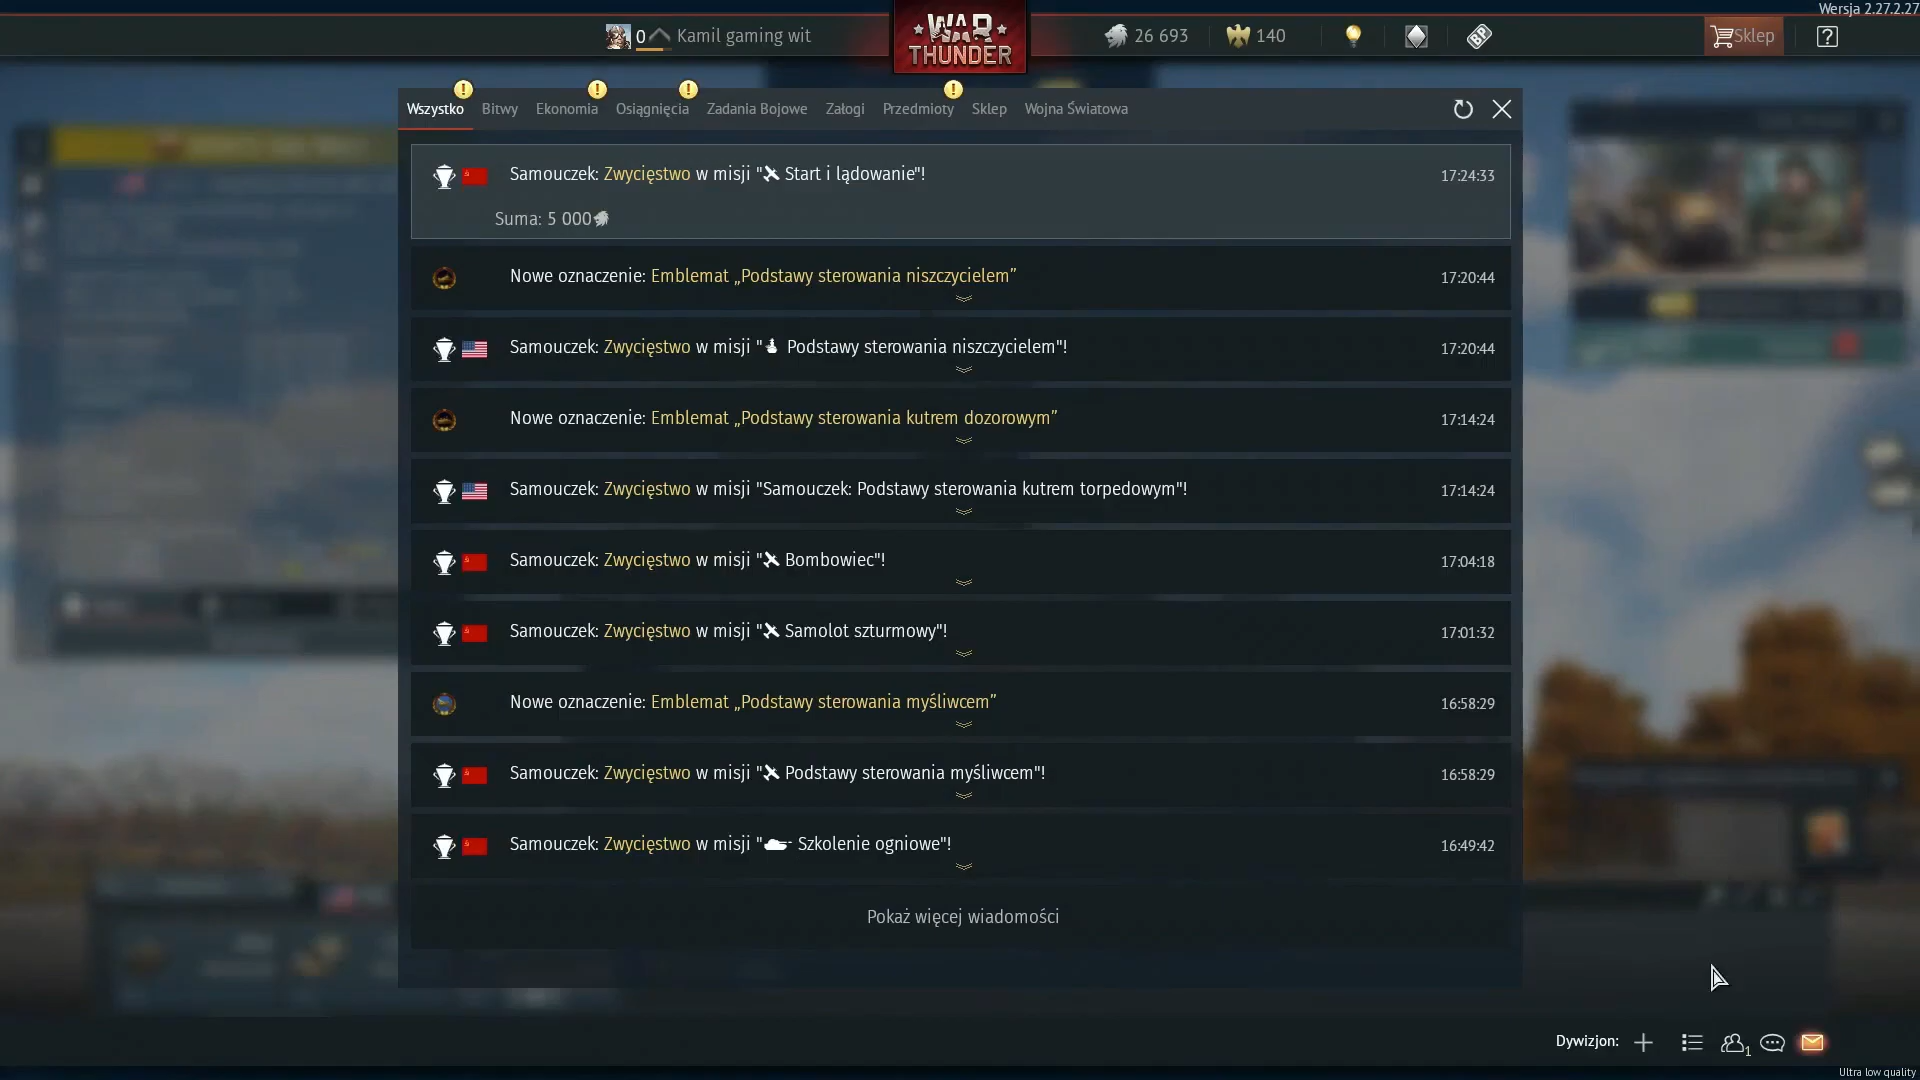 Wersja 2.27.2.27
0 Kamil gaming wit
WAR THUNDER
26 693
140
BP
Sklep
?
Wszystko Bitwy Ekonomia Osiągnięcia Zadania Bojowe Załogi Przedmioty Sklep Wojna Światowa
Samouczek: Zwycięstwo w misji "Start i lądowanie"! 17:24:33
Suma: 5 000
Nowe oznaczenie: Emblemat „Podstawy sterowania niszczycielem” 17:20:44
Samouczek: Zwycięstwo w misji "Podstawy sterowania niszczycielem"! 17:20:44
Nowe oznaczenie: Emblemat „Podstawy sterowania kutrem dozorowym” 17:14:24
Samouczek: Zwycięstwo w misji "Samouczek: Podstawy sterowania kutrem torpedowym"! 17:14:24
Samouczek: Zwycięstwo w misji "Bombowiec"! 17:04:18
Samouczek: Zwycięstwo w misji "Samolot szturmowy"! 17:01:32
Nowe oznaczenie: Emblemat „Podstawy sterowania myśliwcem” 16:58:29
Samouczek: Zwycięstwo w misji "Podstawy sterowania myśliwcem"! 16:58:29
Samouczek: Zwycięstwo w misji "Szkolenie ogniowe"! 16:49:42
Pokaż więcej wiadomości
Dywizjon: 1
Ultra low quality